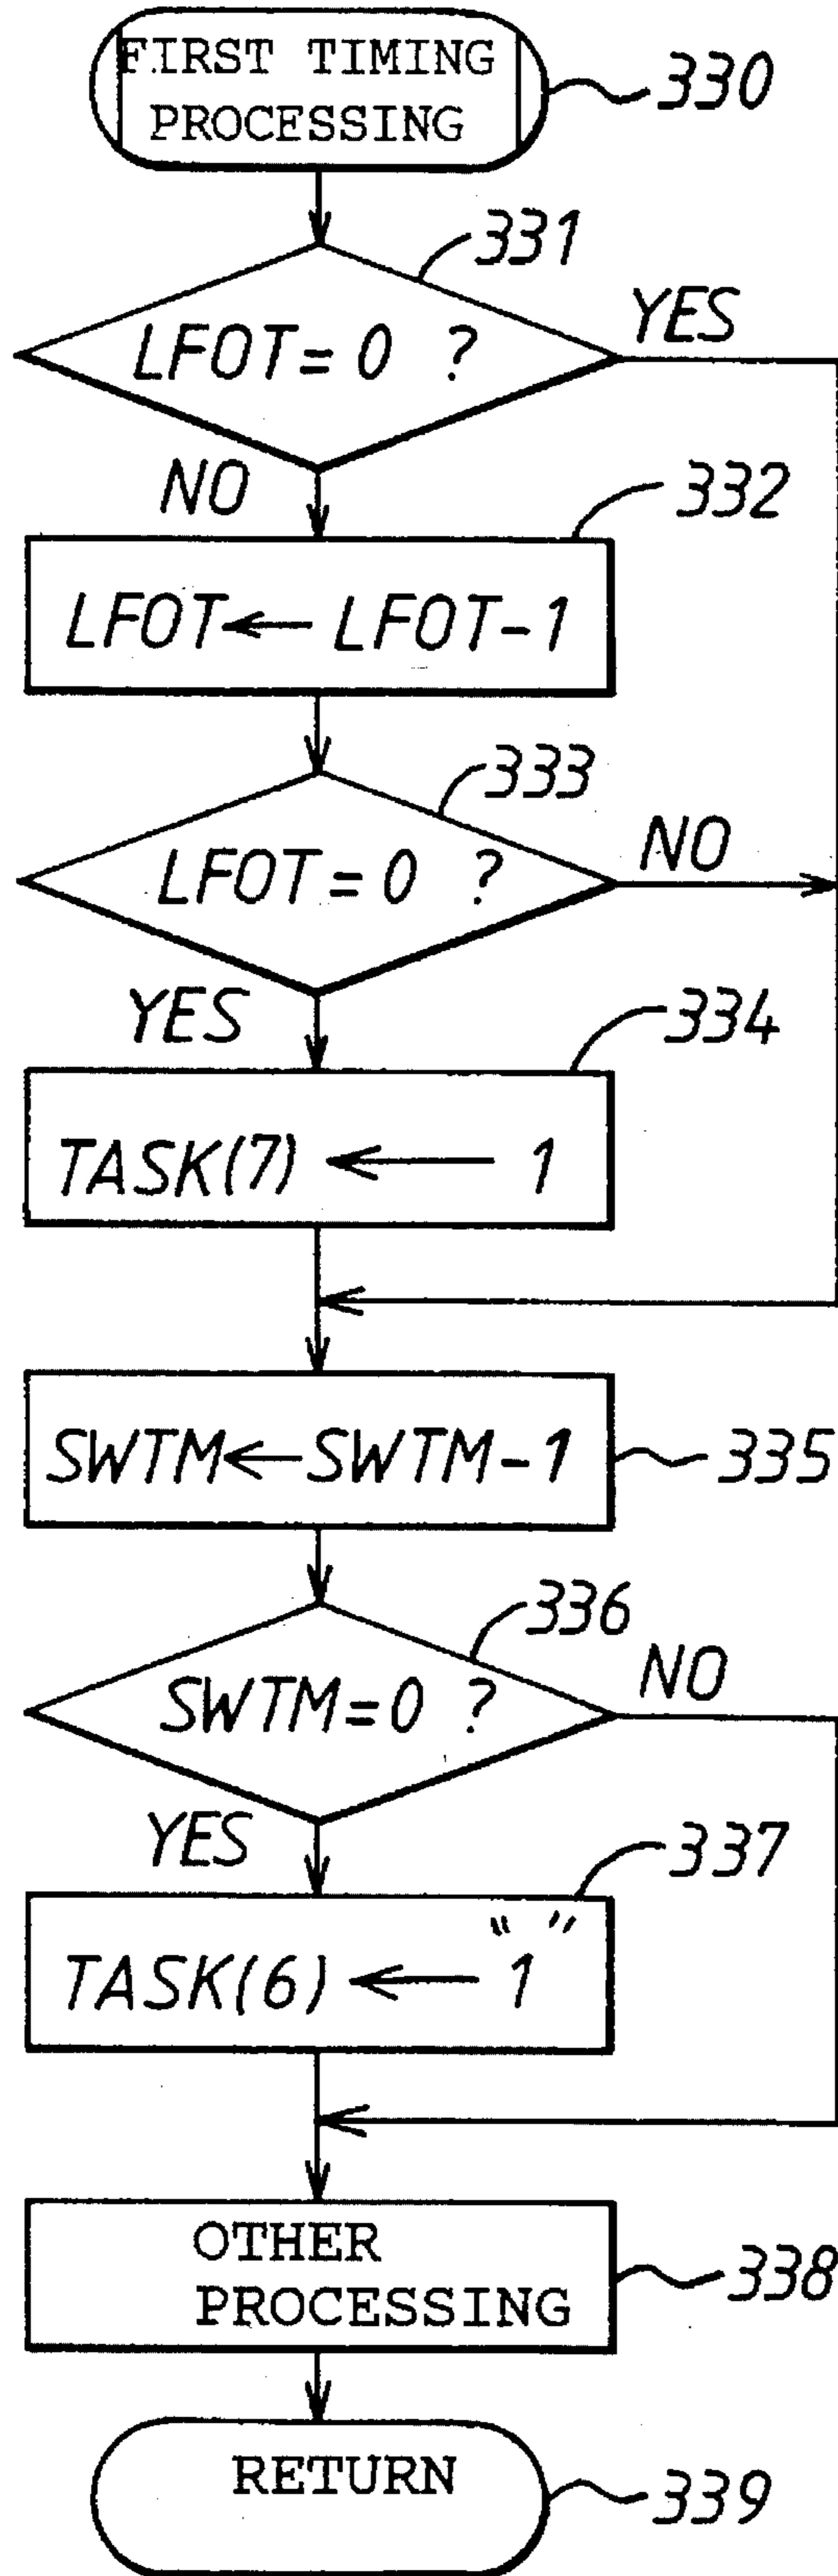 FIRST TIMING
PROCESSING
330
331
LFOT=0 ?
YES
NO
332
LFOT←LFOT-1
333
LFOT=0 ?
NO
YES
334
TASK(7) ← 1
SWTM←SWTM-1
335
336
SWTM=0 ?
NO
YES
337
TASK(6) ← "1"
OTHER
PROCESSING
338
RETURN
339